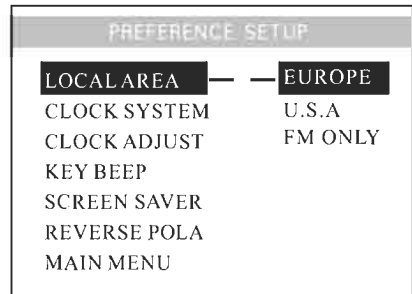 PREFERENCE SETUP
LOCAL AREA — — EUROPE
CLOCK SYSTEM U.S.A
CLOCK ADJUST FM ONLY
KEY BEEP
SCREEN SAVER
REVERSE POLA
MAIN MENU